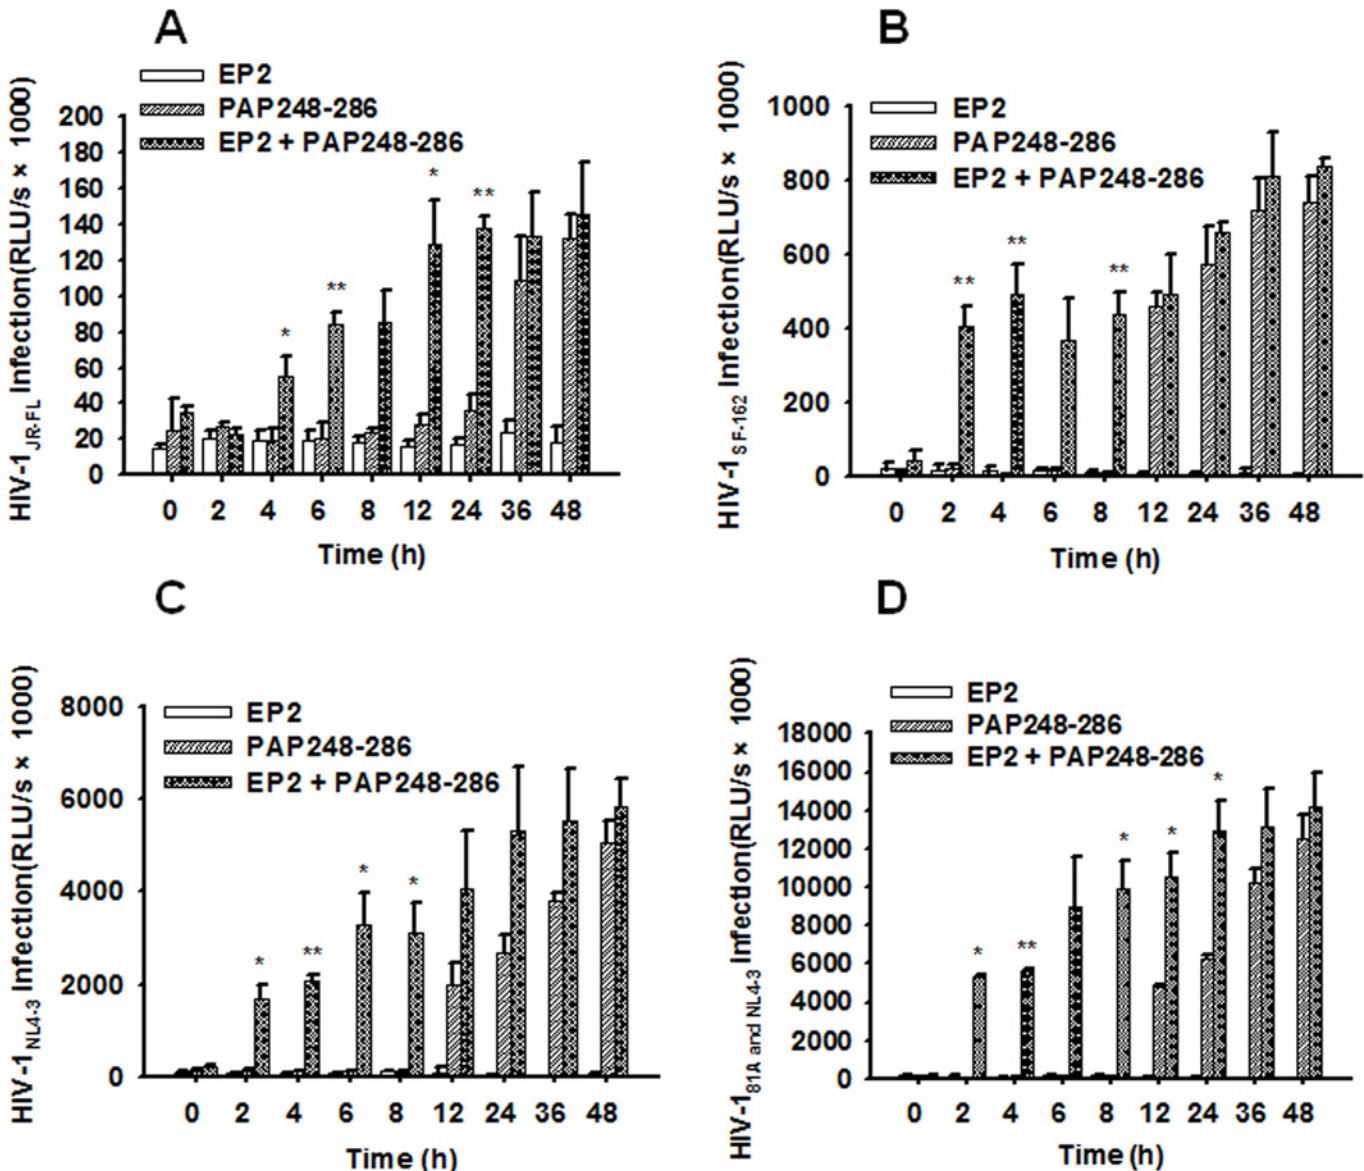 A
EP2
PAP248-286
EP2 + PAP248-286
HIV-1JR-FL Infection(RLU/s × 1000)
200
180
160
140
120
100
80
60
40
20
0
*
**
*
**
0 2 4 6 8 12 24 36 48
Time (h)
B
EP2
PAP248-286
EP2 + PAP248-286
HIV-1SF-162 Infection(RLU/s × 1000)
1000
800
600
400
200
0
**
**
**
0 2 4 6 8 12 24 36 48
Time (h)
C
EP2
PAP248-286
EP2 + PAP248-286
HIV-1NL4-3 Infection(RLU/s × 1000)
8000
6000
4000
2000
0
*
**
*
*
0 2 4 6 8 12 24 36 48
Time (h)
D
EP2
PAP248-286
EP2 + PAP248-286
HIV-181A and NL4-3 Infection(RLU/s × 1000)
18000
16000
14000
12000
10000
8000
6000
4000
2000
0
*
**
*
*
*
0 2 4 6 8 12 24 36 48
Time (h)